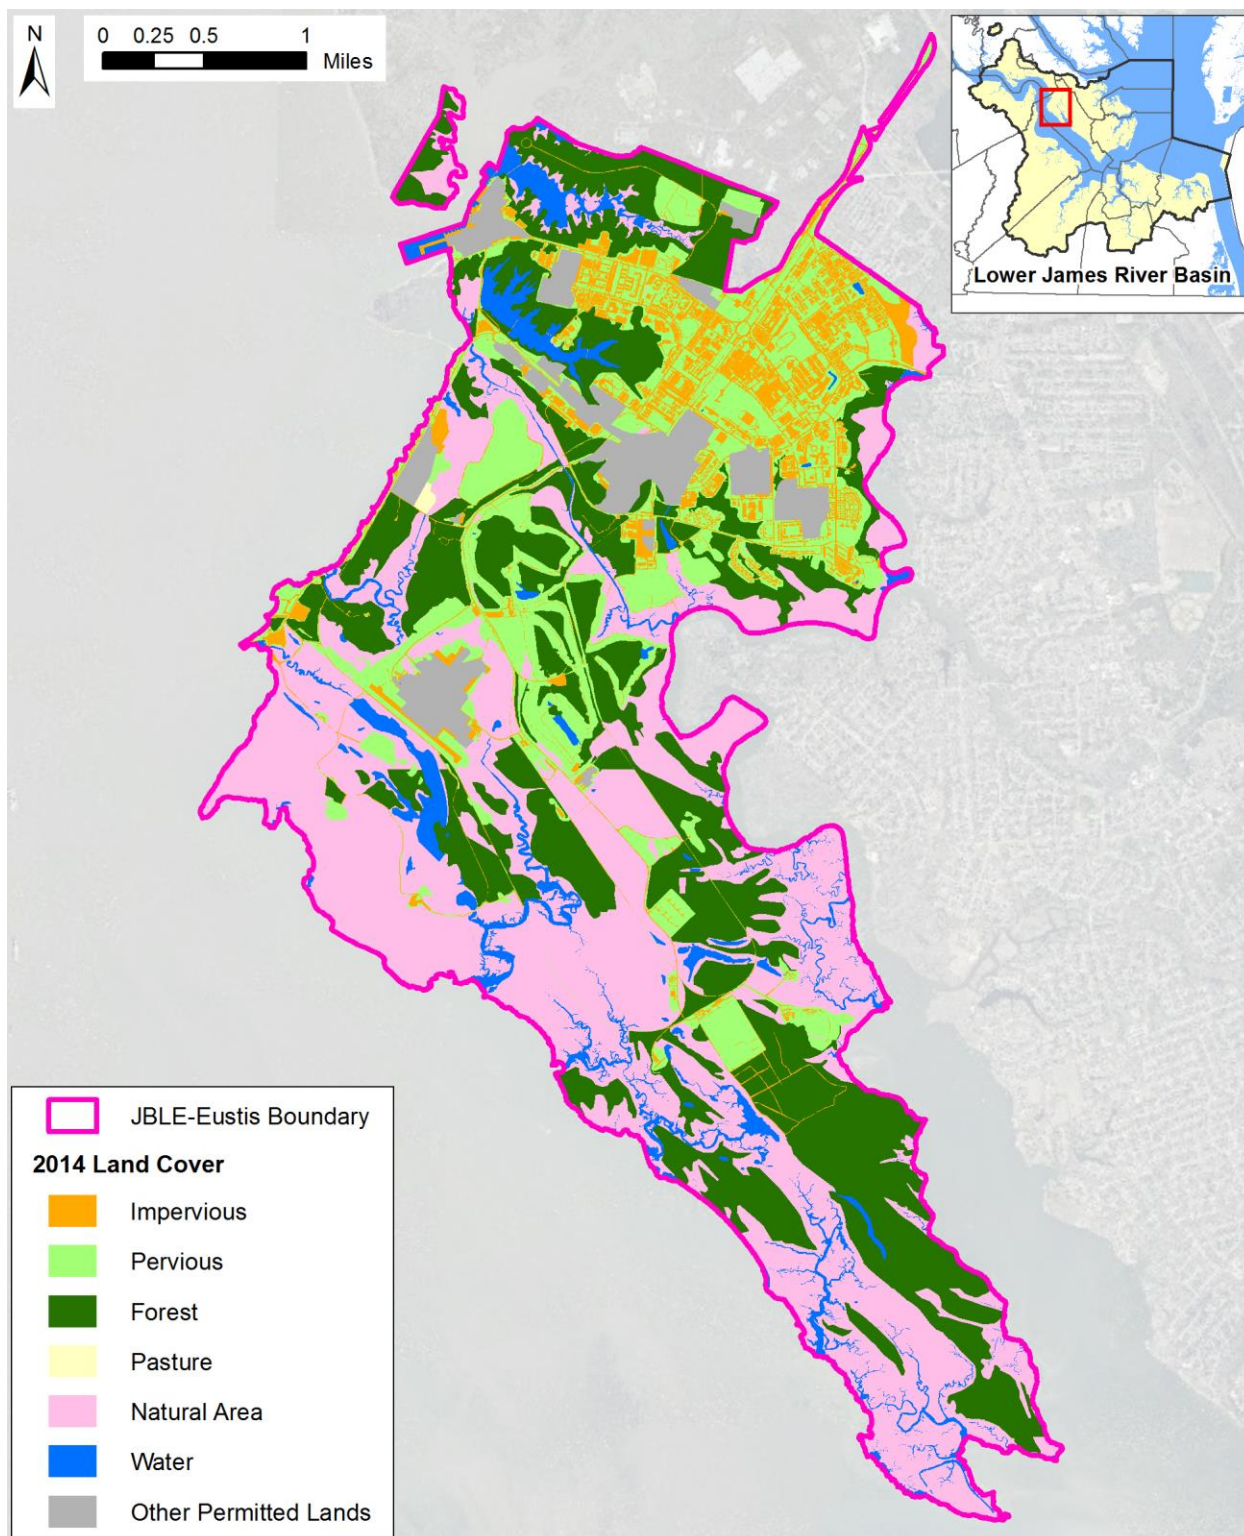 N
0 0.25 0.5 1
Miles
Lower James River Basin
JBLE-Eustis Boundary
2014 Land Cover
Impervious
Pervious
Forest
Pasture
Natural Area
Water
Other Permitted Lands